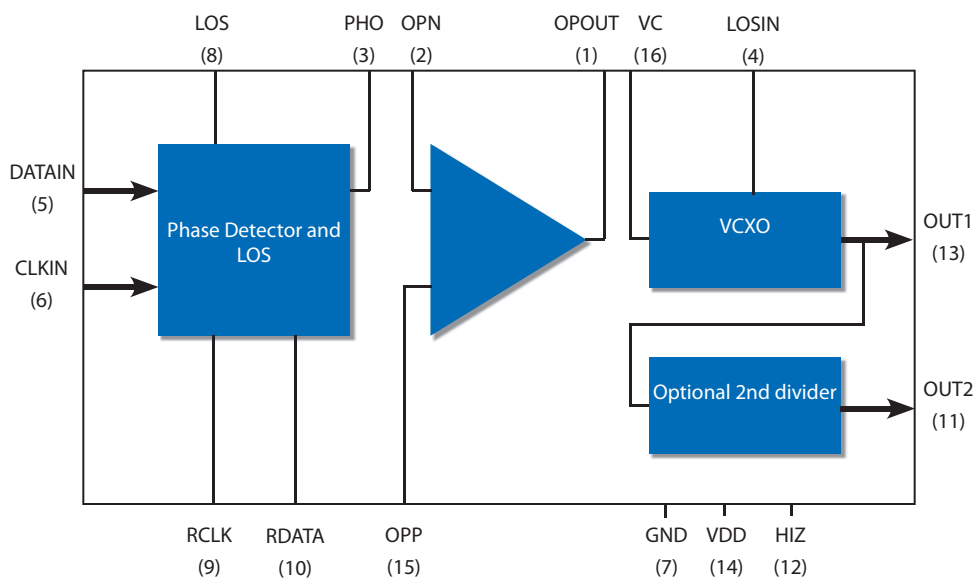 LOS PHO OPN OPOUT VC LOSIN
(8) (3) (2) (1) (16) (4)
DATAIN
(5)
CLKIN
(6)
Phase Detector and
LOS
VCXO
OUT1
(13)
Optional 2nd divider
OUT2
(11)
RCLK RDATA OPP GND VDD HIZ
(9) (10) (15) (7) (14) (12)